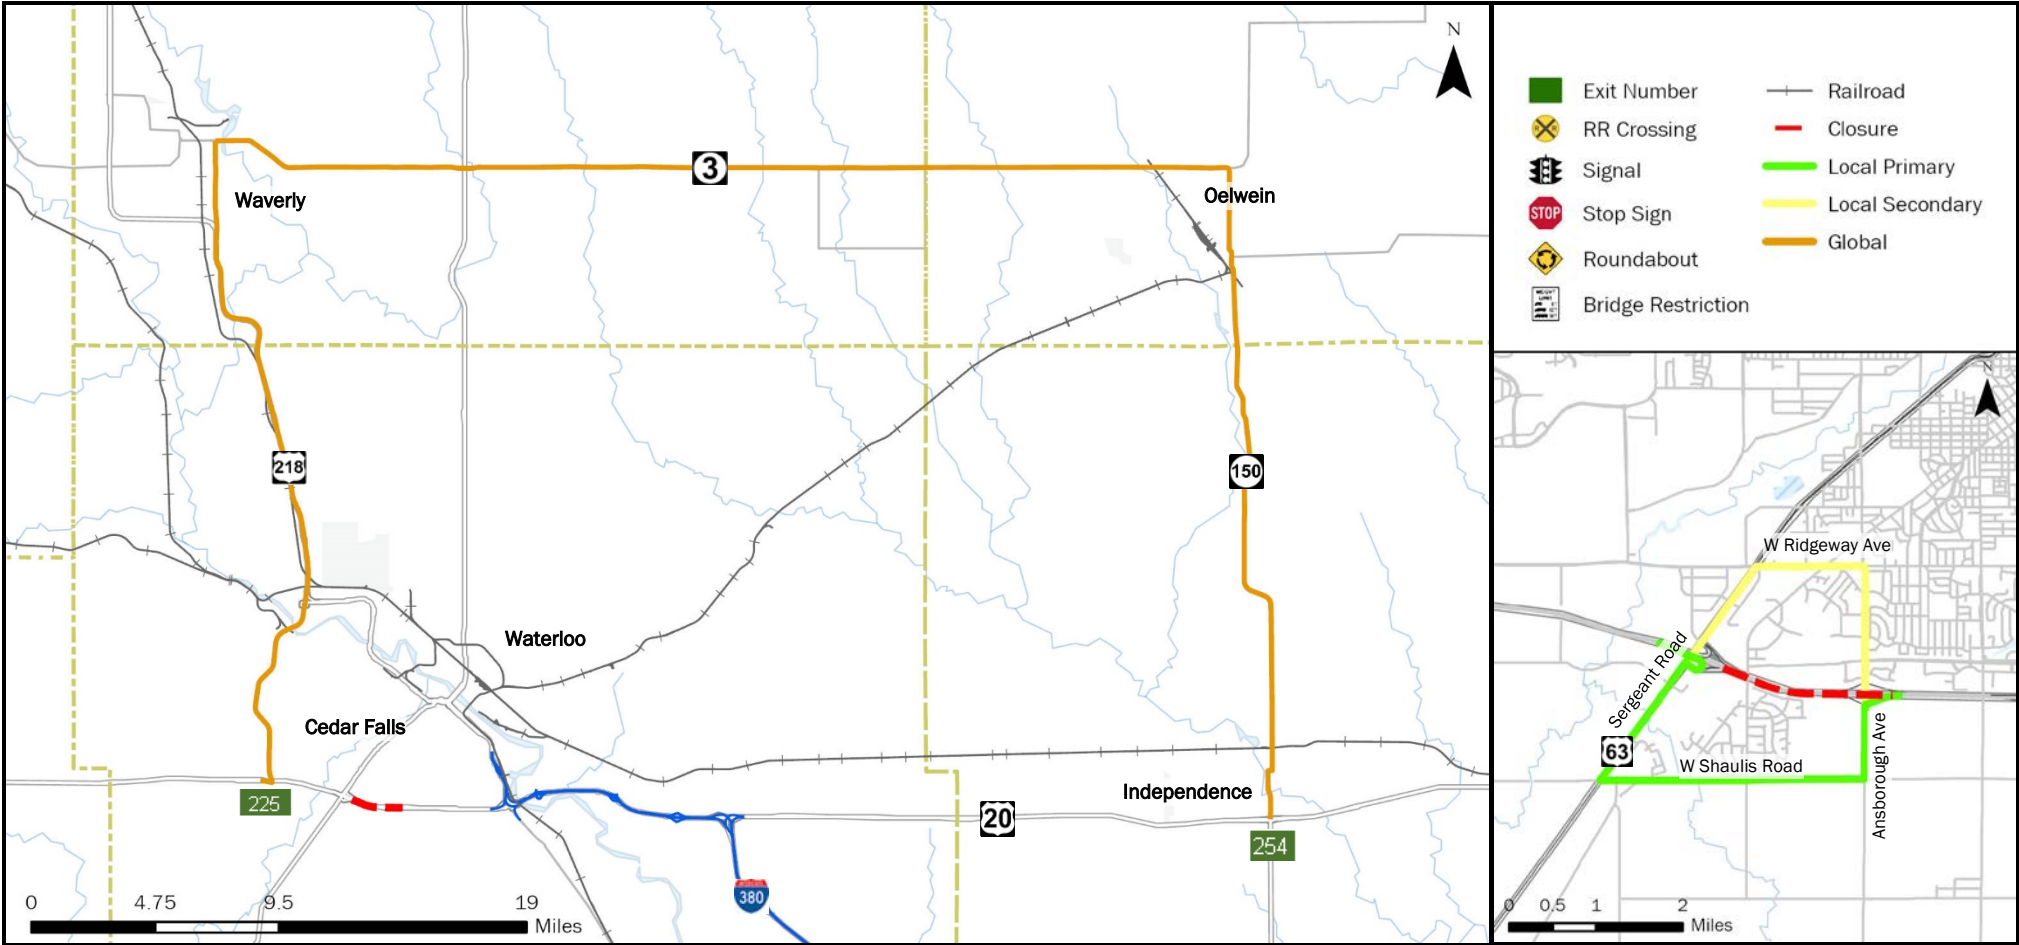 N
3
Waverly
Oelwein
218
150
Waterloo
Cedar Falls
Independence
225
20
254
380
0 4.75 9.5 19
Miles
Exit Number
RR Crossing
Signal
STOP
Stop Sign
Roundabout
Bridge Restriction
Railroad
Closure
Local Primary
Local Secondary
Global
N
W Ridgeway Ave
Sergeant Road
63
W Shaulis Road
Ansborough Ave
0 0.5 1 2
Miles